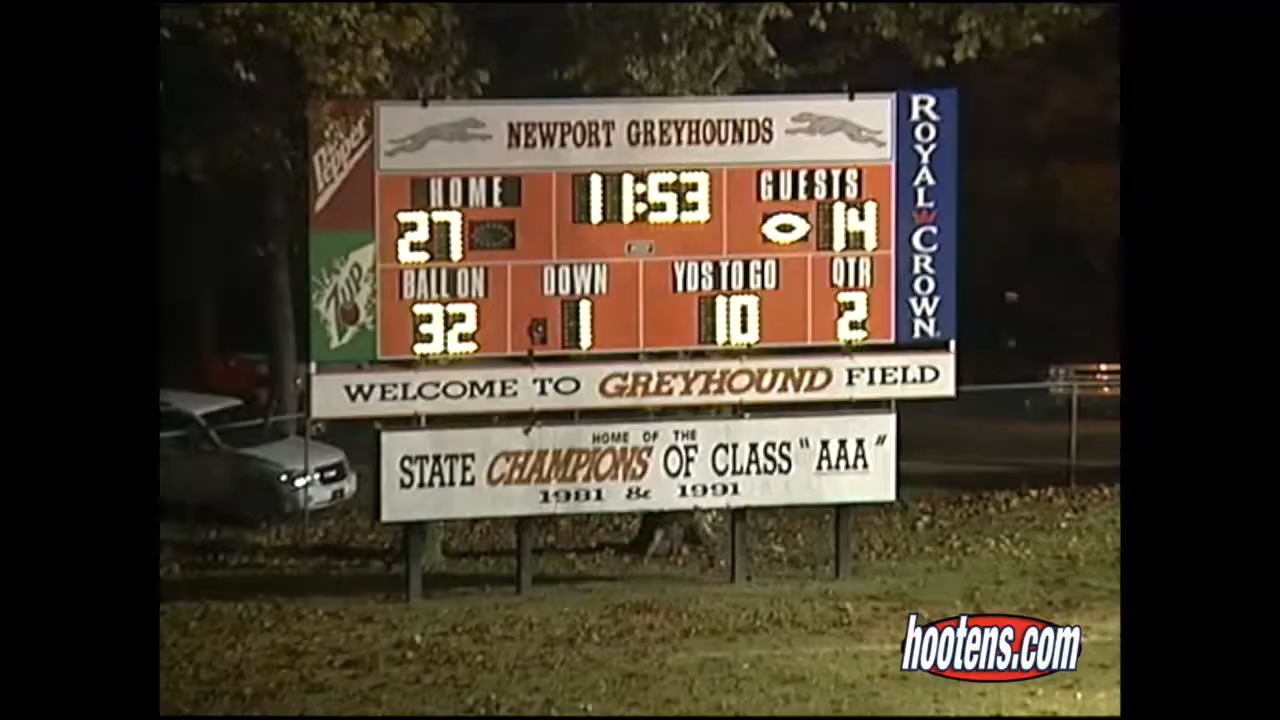 Dr Pepper
NEWPORT GREYHOUNDS
ROYAL CROWN
HOME
11:53
GUESTS
27
14
7up
BALL ON
DOWN
YDS TO GO
QTR
32
1
10
2
WELCOME TO GREYHOUND FIELD
HOME OF THE
STATE CHAMPIONS OF CLASS "AAA"
1981 & 1991
hootens.com